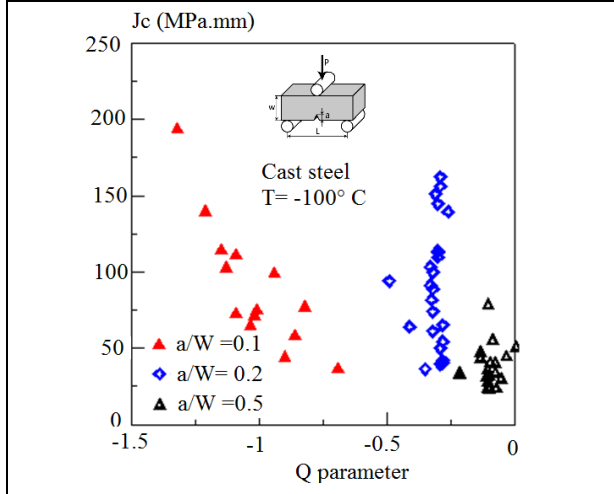 Jc (MPa.mm)
250
200
150
100
50
0
P
w
a
L
Cast steel
T= -100° C
a/W =0.1
a/W= 0.2
a/W =0.5
-1.5
-1
-0.5
0
Q parameter